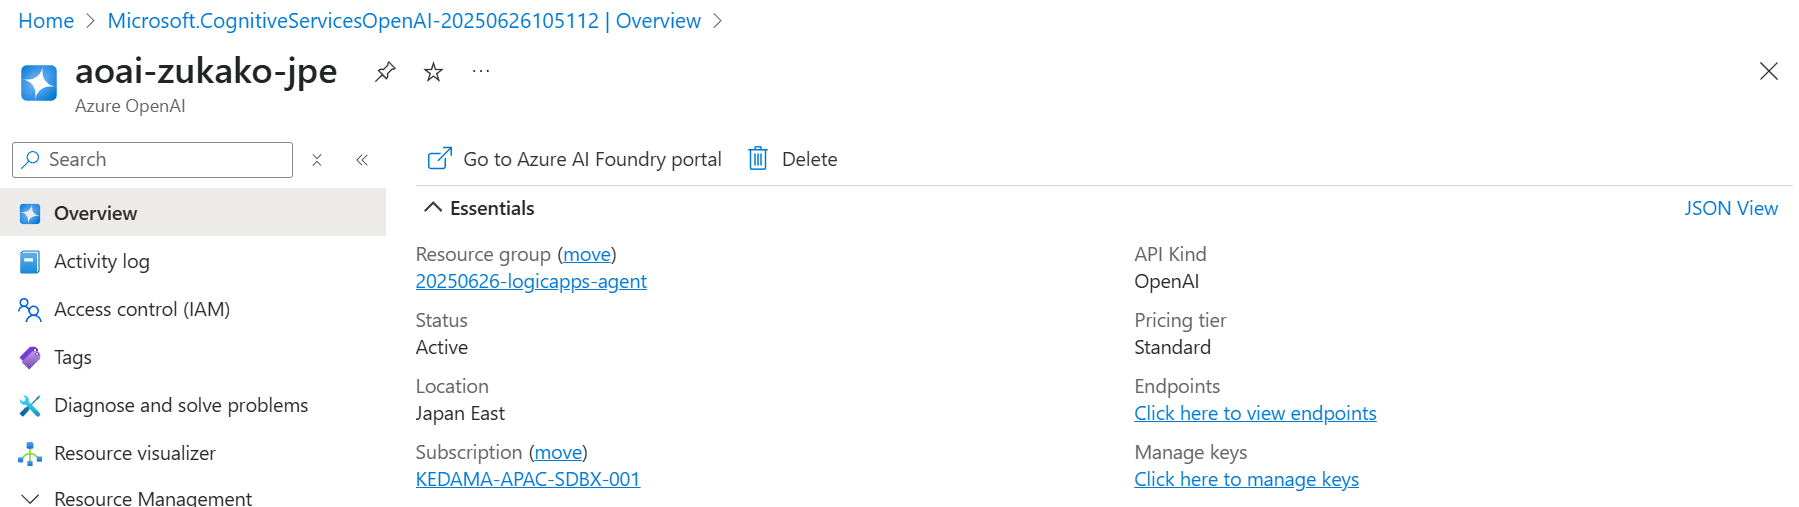 Home > Microsoft.CognitiveServicesOpenAI-20250626105112 | Overview >
aoai-zukako-jpe
Azure OpenAI
Search
Overview
Activity log
Access control (IAM)
Tags
Diagnose and solve problems
Resource visualizer
Resource Management
Go to Azure AI Foundry portal
Delete
Essentials
JSON View
Resource group (move)
20250626-logicapps-agent
Status
Active
Location
Japan East
Subscription (move)
KEDAMA-APAC-SDBX-001
API Kind
OpenAI
Pricing tier
Standard
Endpoints
Click here to view endpoints
Manage keys
Click here to manage keys